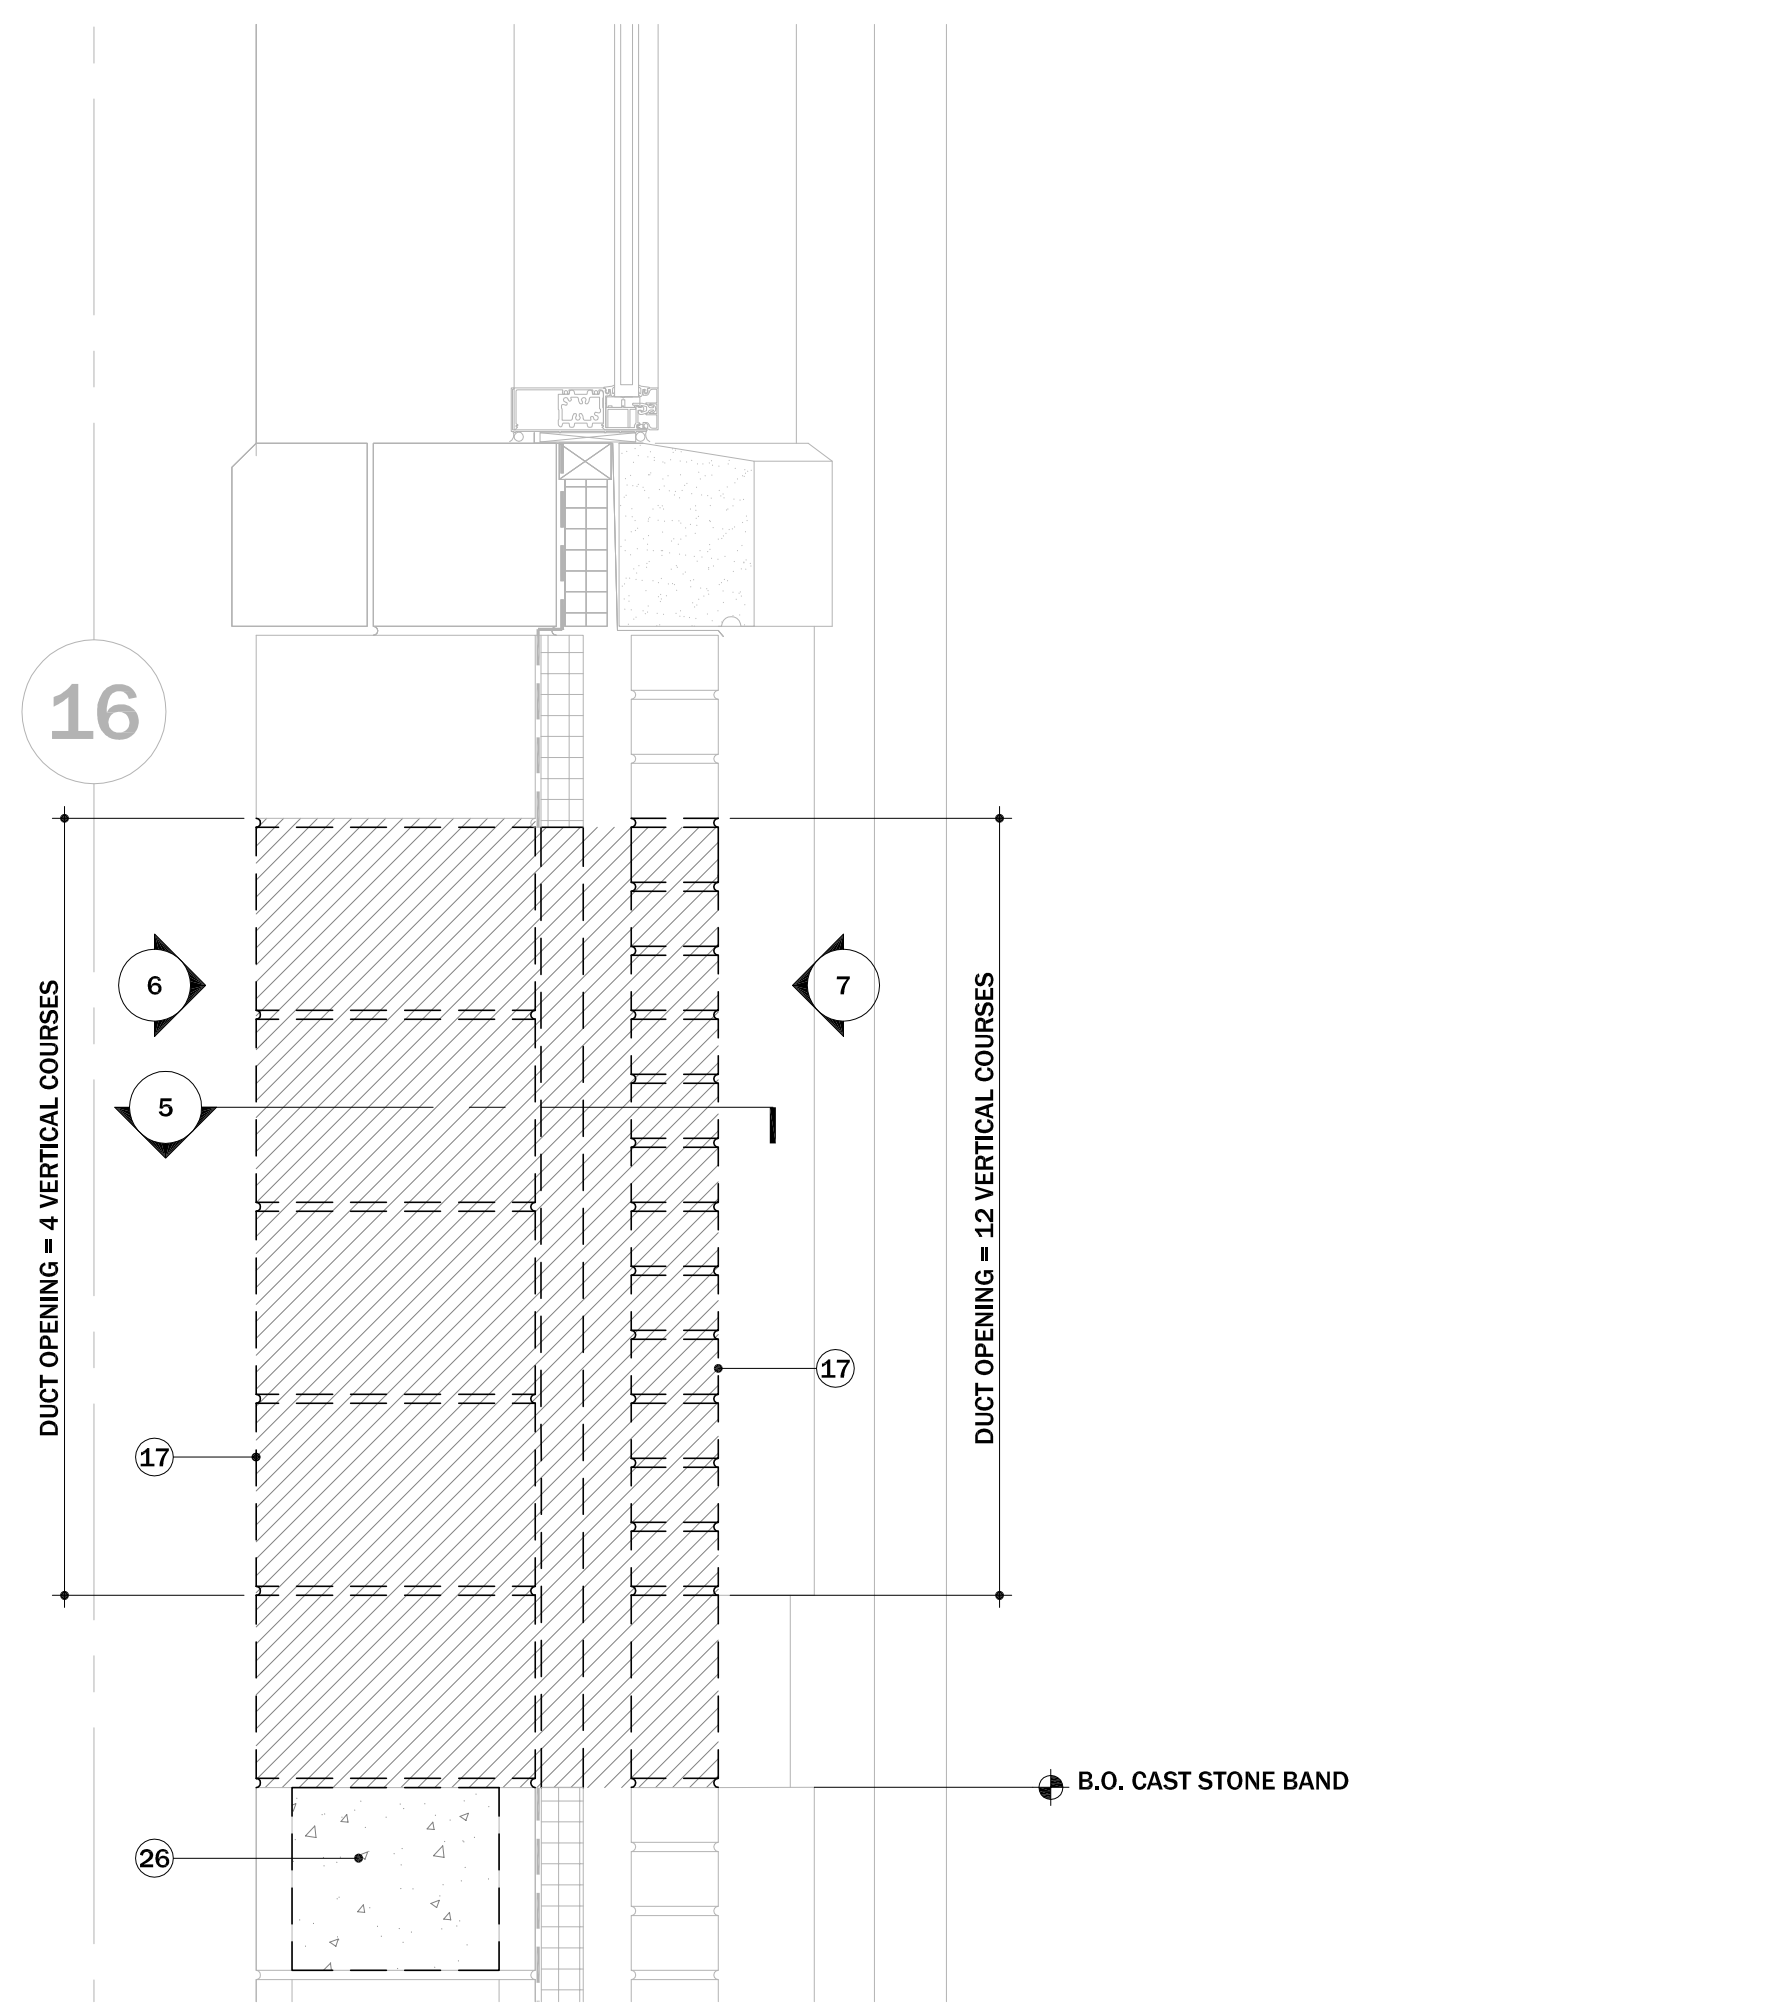 16
6
7
5
DUCT OPENING = 4 VERTICAL COURSES
DUCT OPENING = 12 VERTICAL COURSES
17
17
B.O. CAST STONE BAND
26